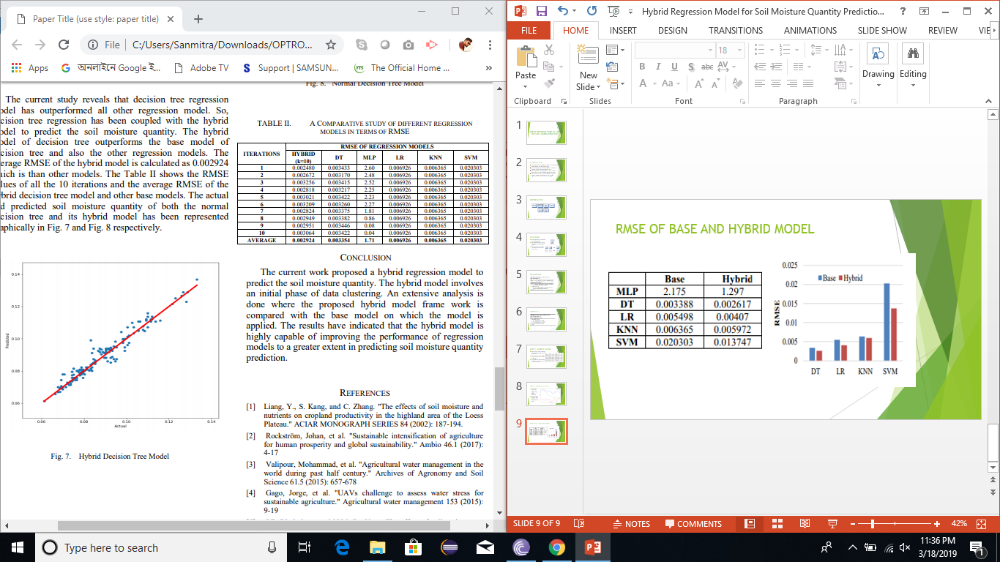 Paper Title (use style: paper title)
File C:/Users/Sanmitra/Downloads/OPTRO...
Apps অনলাইনে Google ই... Adobe TV Support | SAMSUN... The Official Home ... »
Fig. 8. Normal Decision Tree Model
The current study reveals that decision tree regression
odel has outperformed all other regression model. So,
cision tree regression has been coupled with the hybrid
odel to predict the soil moisture quantity. The hybrid
odel of decision tree outperforms the base model of
cision tree and also the other regression models. The
erage RMSE of the hybrid model is calculated as 0.002924
hich is than other models. The Table II shows the RMSE
lues of all the 10 iterations and the average RMSE of the
brid decision tree model and other base models. The actual
d predicted soil moisture quantity of both the normal
cision tree and its hybrid model has been represented
aphically in Fig. 7 and Fig. 8 respectively.
0.14
0.12
0.10
0.08
0.06
Predicted
0.06 0.08 0.10 0.12 0.14
Actual
Fig. 7. Hybrid Decision Tree Model
TABLE II. A COMPARATIVE STUDY OF DIFFERENT REGRESSION
MODELS IN TERMS OF RMSE
ITERATIONS RMSE OF REGRESSION MODELS
HYBRID (k=10) DT MLP LR KNN SVM
1 0.002480 0.003433 2.60 0.006926 0.006365 0.020303
2 0.002672 0.003170 2.48 0.006926 0.006365 0.020303
3 0.003256 0.003415 2.52 0.006926 0.006365 0.020303
4 0.002818 0.003217 2.25 0.006926 0.006365 0.020303
5 0.003021 0.003422 2.23 0.006926 0.006365 0.020303
6 0.003209 0.003260 2.27 0.006926 0.006365 0.020303
7 0.002824 0.003375 1.81 0.006926 0.006365 0.020303
8 0.002949 0.003382 0.86 0.006926 0.006365 0.020303
9 0.002951 0.003446 0.08 0.006926 0.006365 0.020303
10 0.003064 0.003422 0.04 0.006926 0.006365 0.020303
AVERAGE 0.002924 0.003354 1.71 0.006926 0.006365 0.020303
CONCLUSION
The current work proposed a hybrid regression model to
predict the soil moisture quantity. The hybrid model involves
an initial phase of data clustering. An extensive analysis is
done where the proposed hybrid model frame work is
compared with the base model on which the model is
applied. The results have indicated that the hybrid model is
highly capable of improving the performance of regression
models to a greater extent in predicting soil moisture quantity
prediction.
REFERENCES
[1] Liang, Y., S. Kang, and C. Zhang. "The effects of soil moisture and
nutrients on cropland productivity in the highland area of the Loess
Plateau." ACIAR MONOGRAPH SERIES 84 (2002): 187-194.
[2] Rockström, Johan, et al. "Sustainable intensification of agriculture
for human prosperity and global sustainability." Ambio 46.1 (2017):
4-17
[3] Valipour, Mohammad, et al. "Agricultural water management in the
world during past half century." Archives of Agronomy and Soil
Science 61.5 (2015): 657-678
[4] Gago, Jorge, et al. "UAVs challenge to assess water stress for
sustainable agriculture." Agricultural water management 153 (2015):
9-19
Hybrid Regression Model for Soil Moisture Quantity Predictio...
FILE HOME INSERT DESIGN TRANSITIONS ANIMATIONS SLIDE SHOW REVIEW VIE
18
B I U S abc AV
A Aa A A
Paste
New
Slide
Drawing
Editing
Clipboard Slides Font Paragraph
1
2
3
4
5
6
7
8
9
RMSE OF BASE AND HYBRID MODEL
Base Hybrid
MLP 2.175 1.297
DT 0.003388 0.002617
LR 0.005498 0.00407
KNN 0.006365 0.005972
SVM 0.020303 0.013747
RMSE
0.025
0.02
0.015
0.01
0.005
0
Base Hybrid
DT LR KNN SVM
SLIDE 9 OF 9 NOTES COMMENTS 42%
Type here to search
11:36 PM
3/18/2019
1